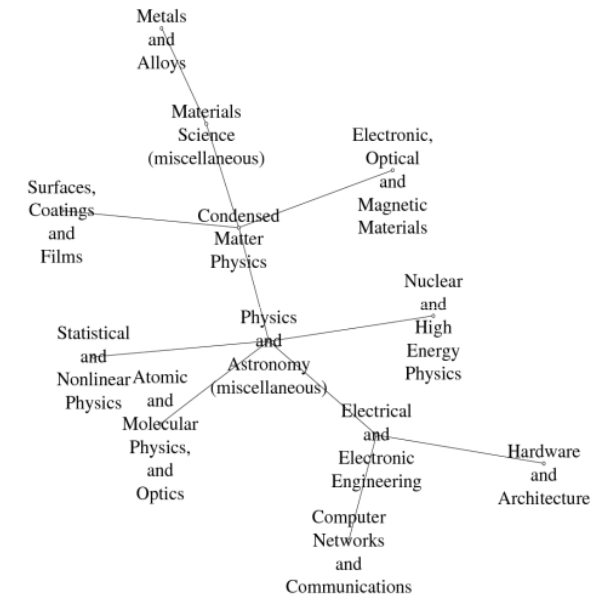 Metals
and
Alloys
Materials
Science
(miscellaneous)
Electronic,
Optical
and
Magnetic
Materials
Surfaces,
Coatings
and
Films
Condensed
Matter
Physics
Nuclear
and
High
Energy
Physics
Physics
and
Astronomy
(miscellaneous)
Statistical
and
Nonlinear
Physics
Atomic
and
Molecular
Physics,
and
Optics
Electrical
and
Electronic
Engineering
Hardware
and
Architecture
Computer
Networks
and
Communications